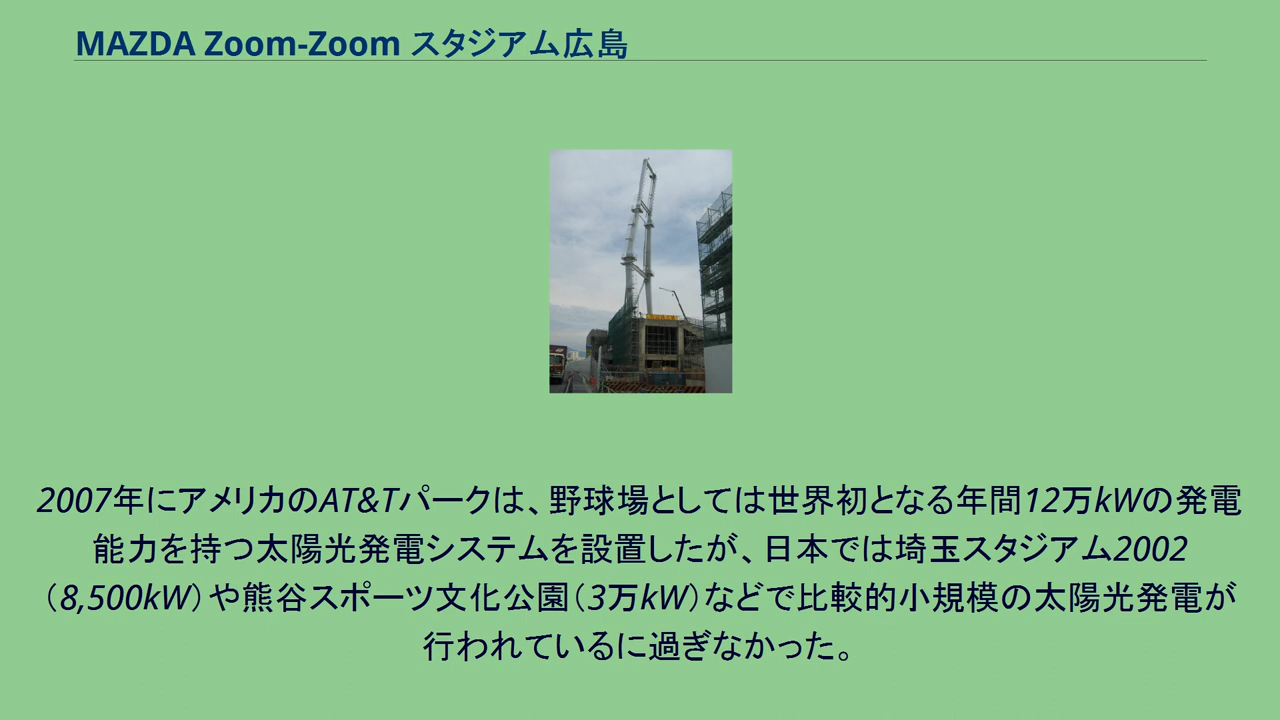 MAZDA Zoom-Zoom スタジアム広島
2007年にアメリカのAT&Tパークは、野球場としては世界初となる年間12万kWの発電
能力を持つ太陽光発電システムを設置したが、日本では埼玉スタジアム2002
（8,500kW）や熊谷スポーツ文化公園（3万kW）などで比較的小規模の太陽光発電が
行われているに過ぎなかった。